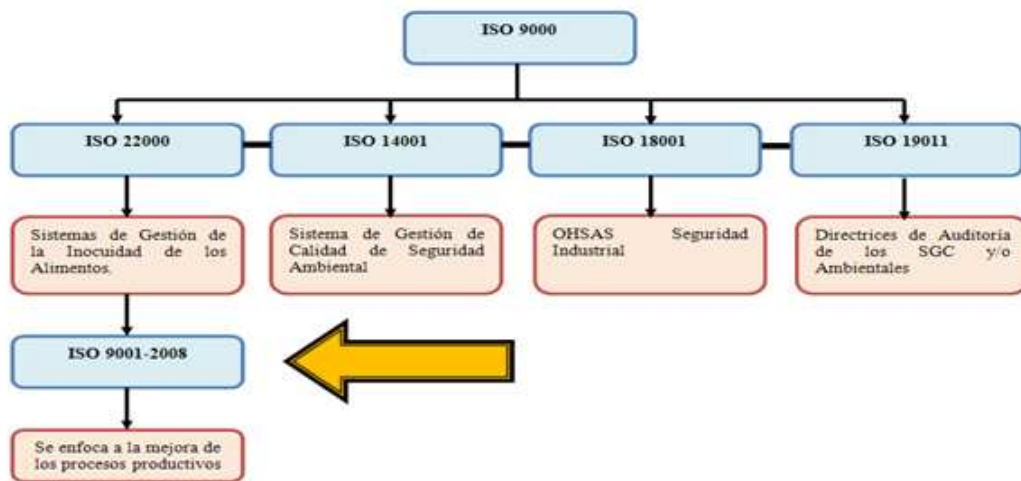 ISO 9000
ISO 22000
ISO 14001
ISO 18001
ISO 19011
Sistemas de Gestión de
la Inocuidad de los
Alimentos.
Sistema de Gestión de
Calidad de Seguridad
Ambiental
OHSAS Seguridad
Industrial
Directrices de Auditoría
de los SGC y/o
Ambientales
ISO 9001-2008
Se enfoca a la mejora de
los procesos productivos